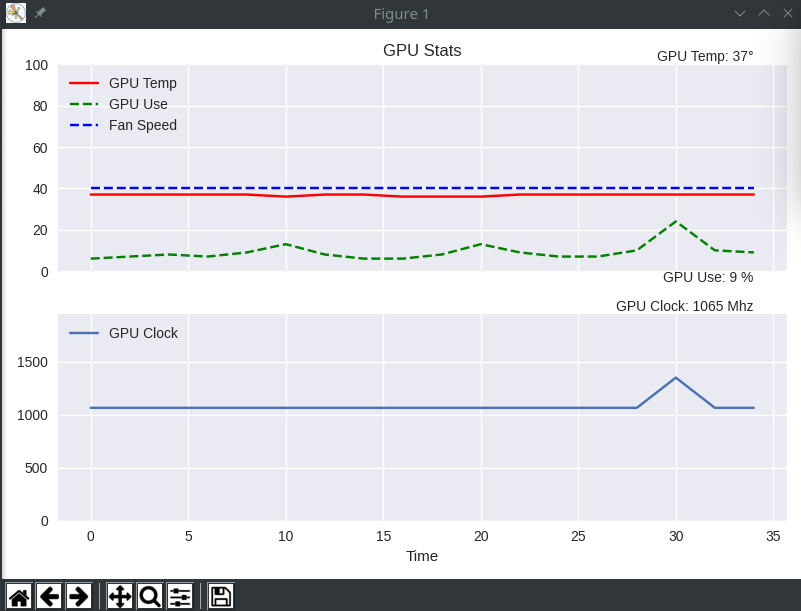 Figure 1
GPU Stats
GPU Temp: 37°
100
80
60
40
20
0
GPU Temp
GPU Use
Fan Speed
GPU Use: 9 %
GPU Clock: 1065 Mhz
GPU Clock
1500
1000
500
0
0 5 10 15 20 25 30 35
Time